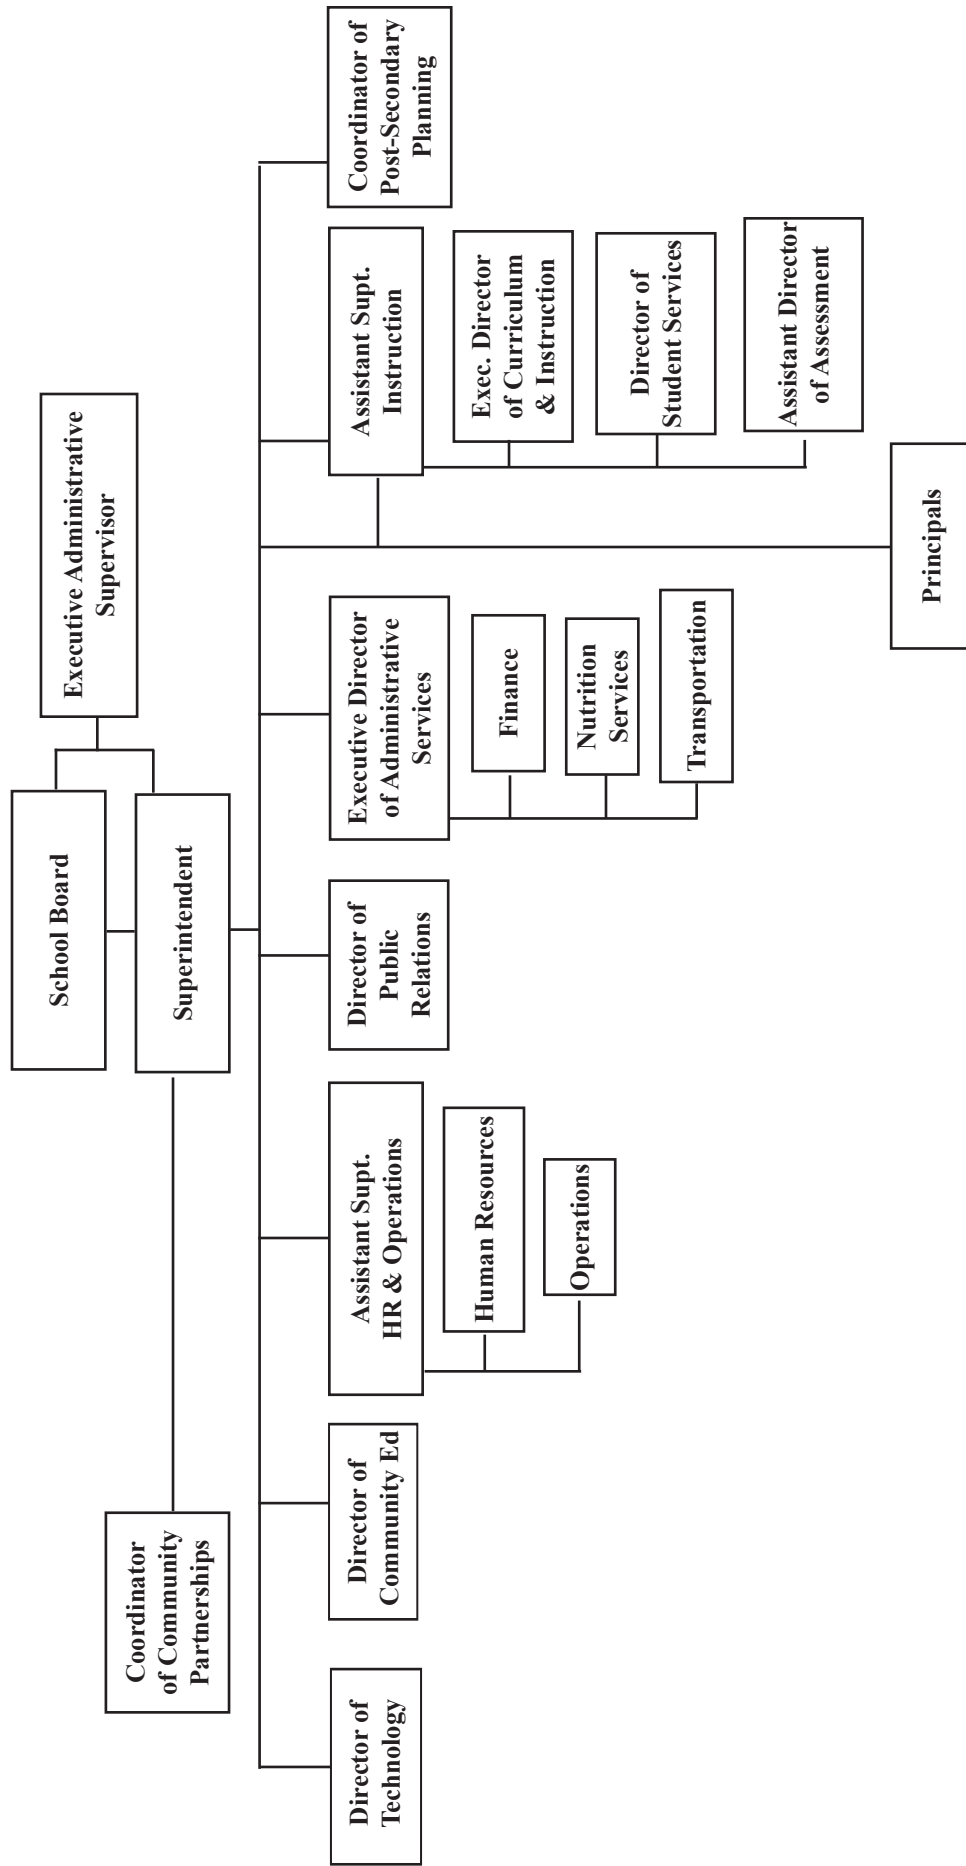 School Board
Executive Administrative
Supervisor
Superintendent
Coordinator
of Community
Partnerships
Director of
Technology
Director of
Community Ed
Assistant Supt.
HR & Operations
Human Resources
Operations
Director of
Public
Relations
Executive Director
of Administrative
Services
Finance
Nutrition
Services
Transportation
Principals
Assistant Supt.
Instruction
Exec. Director
of Curriculum
& Instruction
Director of
Student Services
Assistant Director
of Assessment
Coordinator of
Post-Secondary
Planning